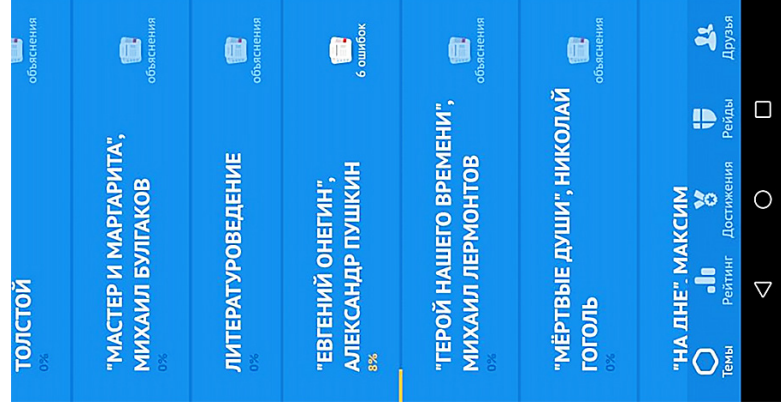 ТОЛСТОЙ
0%
объяснения
"МАСТЕР И МАРГАРИТА",
МИХАИЛ БУЛГАКОВ
0%
объяснения
ЛИТЕРАТУРОВЕДЕНИЕ
0%
объяснения
"ЕВГЕНИЙ ОНЕГИН",
АЛЕКСАНДР ПУШКИН
8%
6 ошибок
"ГЕРОЙ НАШЕГО ВРЕМЕНИ",
МИХАИЛ ЛЕРМОНТОВ
0%
объяснения
"МЁРТВЫЕ ДУШИ", НИКОЛАЙ
ГОГОЛЬ
0%
объяснения
"НА ДНЕ" МАКСИМ
Темы
Рейтинг
Достижения
Рейды
Друзья